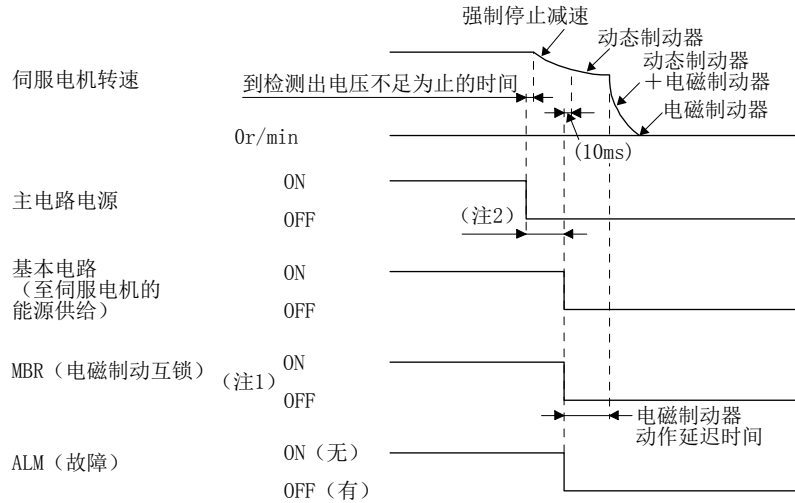 强制停止减速
动态制动器
动态制动器
＋电磁制动器
电磁制动器
伺服电机转速
到检测出电压不足为止的时间
0r/min
(10ms)
主电路电源
ON
OFF
（注2）
基本电路
（至伺服电机的
能源供给）
ON
OFF
MBR（电磁制动互锁）（注1）
ON
OFF
电磁制动器
动作延迟时间
ALM（故障）
ON（无）
OFF（有）